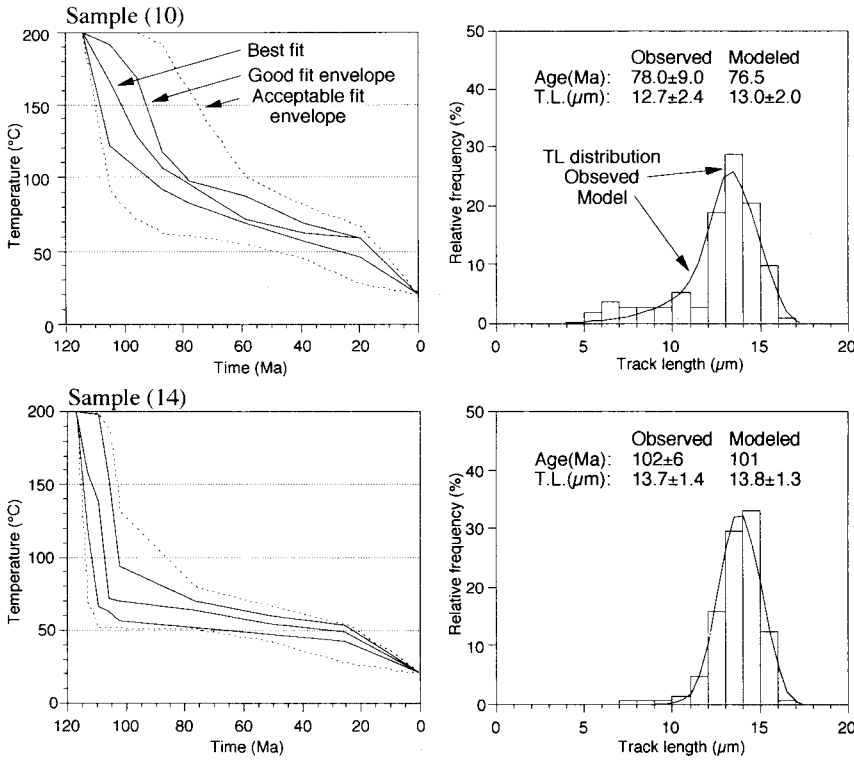 Sample (10)
200
150
100
50
0
Temperature (°C)
120
100
80
60
40
20
0
Time (Ma)
Best fit
Good fit envelope
Acceptable fit
envelope
50
40
30
20
10
0
Relative frequency (%)
0
5
10
15
20
Track length (μm)
Observed Modeled
Age(Ma): 78.0±9.0 76.5
T.L.(μm): 12.7±2.4 13.0±2.0
TL distribution
Obseved
Model
Sample (14)
200
150
100
50
0
Temperature (°C)
120
100
80
60
40
20
0
Time (Ma)
50
40
30
20
10
0
Relative frequency (%)
0
5
10
15
20
Track length (μm)
Observed Modeled
Age(Ma): 102±6 101
T.L.(μm): 13.7±1.4 13.8±1.3